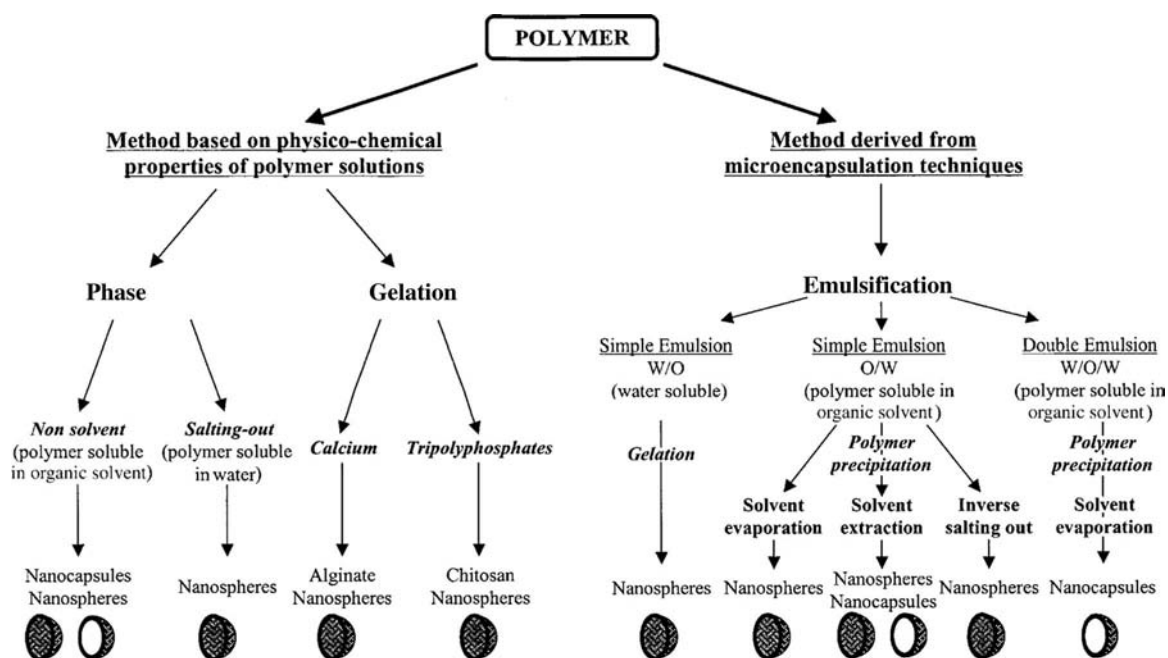 POLYMER
Method based on physico-chemical
properties of polymer solutions
Method derived from
microencapsulation techniques
Phase
Gelation
Emulsification
Simple Emulsion
W/O
(water soluble)
Simple Emulsion
O/W
(polymer soluble in
organic solvent)
Double Emulsion
W/O/W
(polymer soluble in
organic solvent)
Non solvent
(polymer soluble
in organic solvent)
Salting-out
(polymer soluble
in water)
Calcium
Tripolyphosphates
Gelation
Polymer
precipitation
Polymer
precipitation
Solvent
evaporation
Solvent
extraction
Inverse
salting out
Solvent
evaporation
Nanocapsules
Nanospheres
Nanospheres
Alginate
Nanospheres
Chitosan
Nanospheres
Nanospheres
Nanospheres
Nanospheres
Nanocapsules
Nanospheres
Nanocapsules